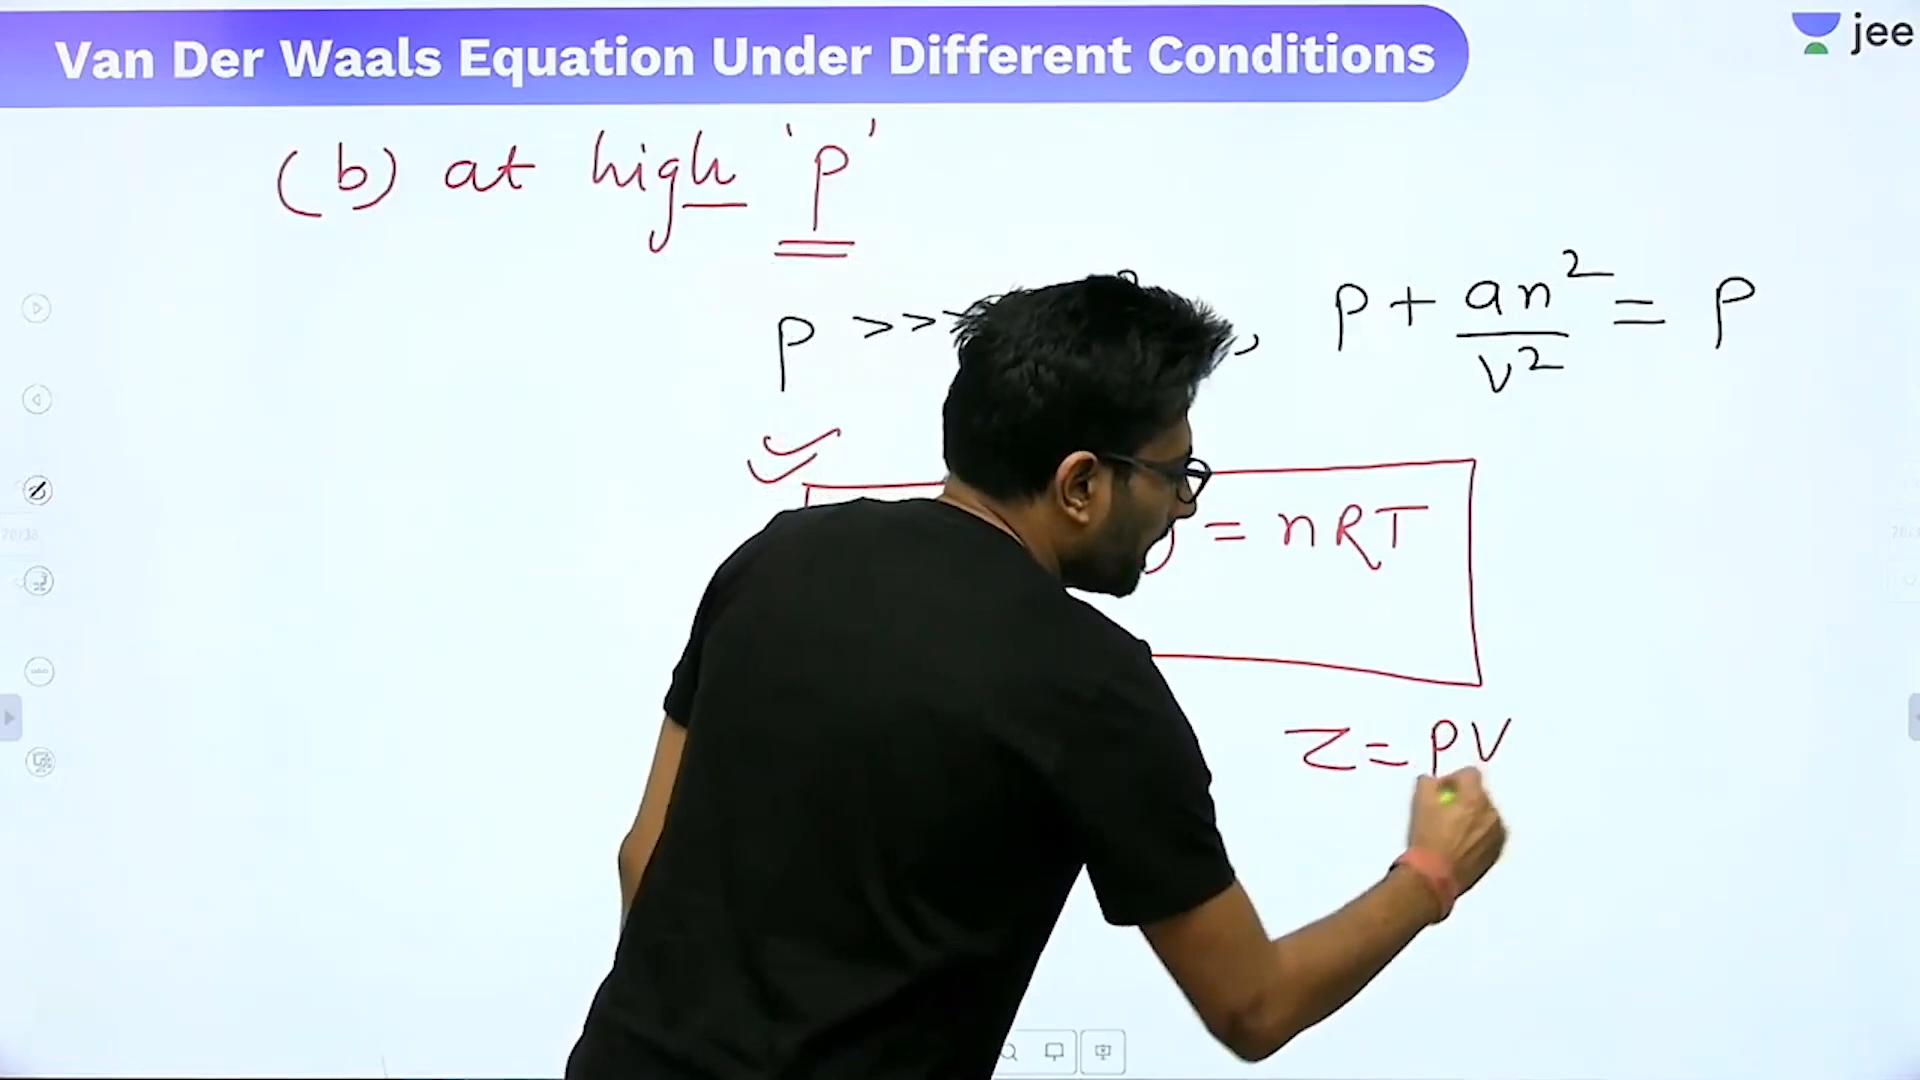 Van Der Waals Equation Under Different Conditions
jee
(b) at high 'P'
P >>> , P + an²/V² = P
= nRT
Z = PV